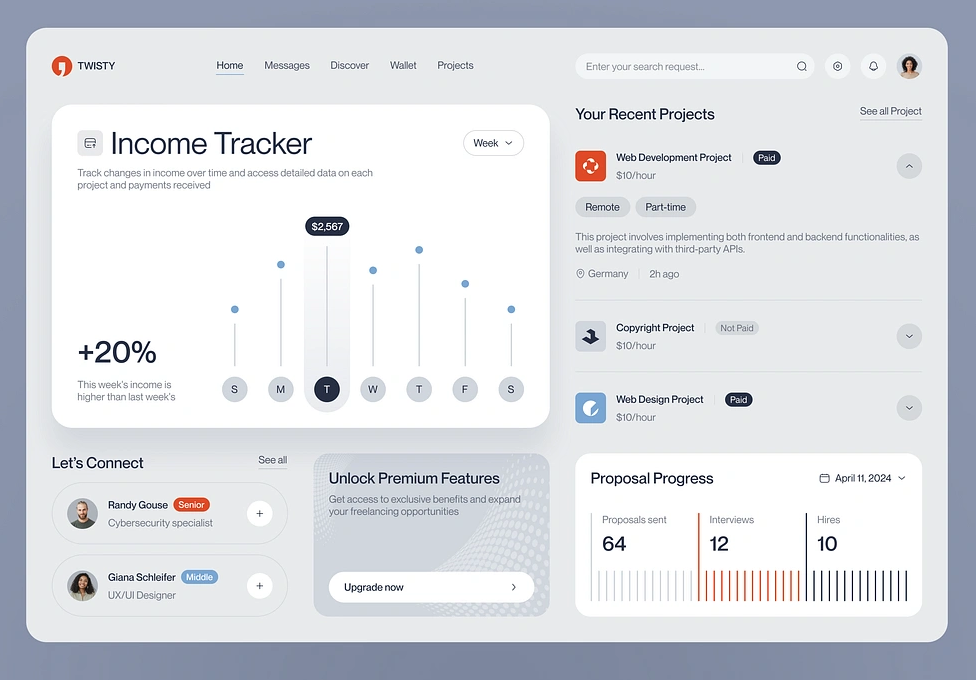 TWISTY
Home
Messages
Discover
Wallet
Projects
Enter your search request...
Income Tracker
Week
Track changes in income over time and access detailed data on each
project and payments received
$2,567
+20%
This week's income is
higher than last week's
S
M
T
W
T
F
S
Your Recent Projects
See all Project
Web Development Project
Paid
$10/hour
Remote
Part-time
This project involves implementing both frontend and backend functionalities, as
well as integrating with third-party APIs.
Germany
2h ago
Copyright Project
Not Paid
$10/hour
Web Design Project
Paid
$10/hour
Let's Connect
See all
Randy Gouse
Senior
Cybersecurity specialist
Giana Schleifer
Middle
UX/UI Designer
Unlock Premium Features
Get access to exclusive benefits and expand
your freelancing opportunities
Upgrade now
Proposal Progress
April 11, 2024
Proposals sent
64
Interviews
12
Hires
10